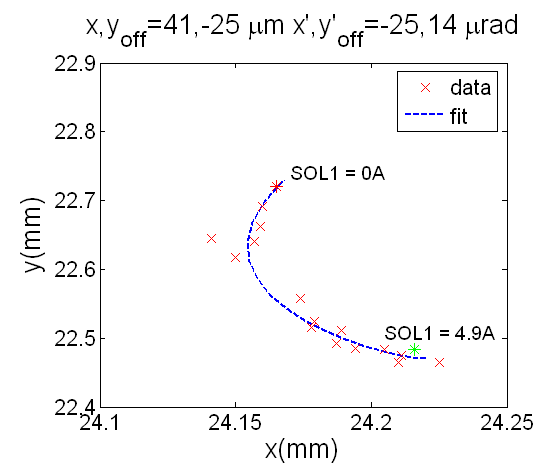 x,y_off=41,-25 μm x',y'_off=-25,14 μrad
22.9
data
fit
22.8
SOL1 = 0A
22.7
y(mm)
22.6
22.5
SOL1 = 4.9A
22.4
24.1 24.15 24.2 24.25
x(mm)